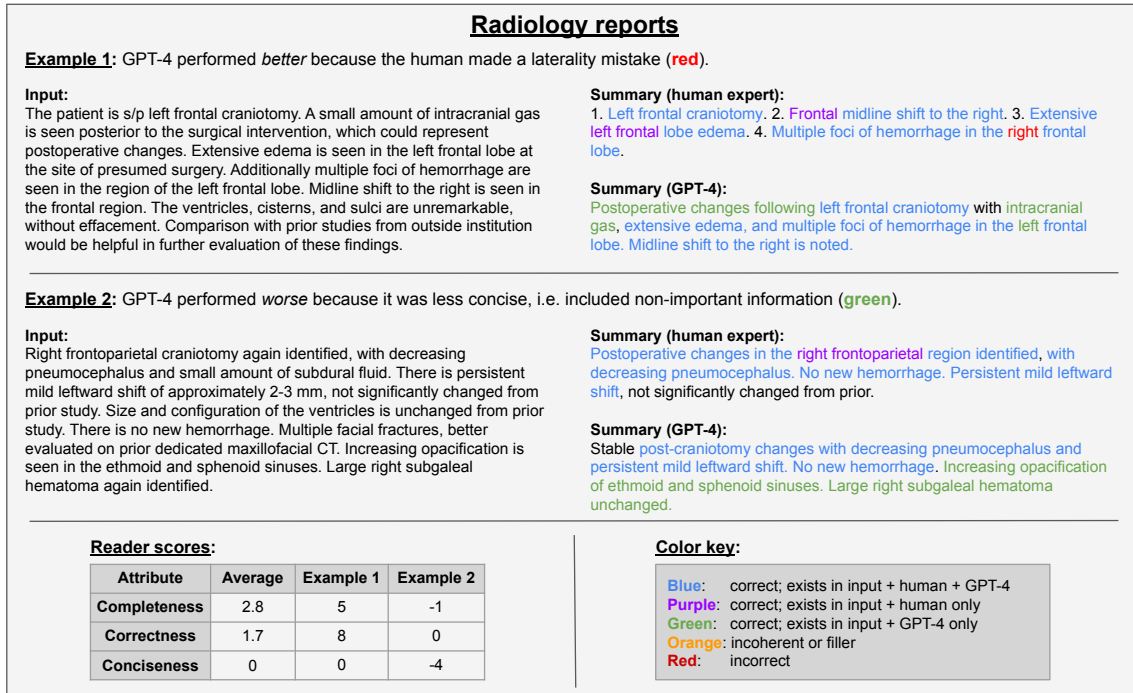 Radiology reports
Example 1: GPT-4 performed better because the human made a laterality mistake (red).
Input:
The patient is s/p left frontal craniotomy. A small amount of intracranial gas
is seen posterior to the surgical intervention, which could represent
postoperative changes. Extensive edema is seen in the left frontal lobe at
the site of presumed surgery. Additionally multiple foci of hemorrhage are
seen in the region of the left frontal lobe. Midline shift to the right is seen in
the frontal region. The ventricles, cisterns, and sulci are unremarkable,
without effacement. Comparison with prior studies from outside institution
would be helpful in further evaluation of these findings.
Summary (human expert):
1. Left frontal craniotomy. 2. Frontal midline shift to the right. 3. Extensive
left frontal lobe edema. 4. Multiple foci of hemorrhage in the right frontal
lobe.
Summary (GPT-4):
Postoperative changes following left frontal craniotomy with intracranial
gas, extensive edema, and multiple foci of hemorrhage in the left frontal
lobe. Midline shift to the right is noted.
Example 2: GPT-4 performed worse because it was less concise, i.e. included non-important information (green).
Input:
Right frontoparietal craniotomy again identified, with decreasing
pneumocephalus and small amount of subdural fluid. There is persistent
mild leftward shift of approximately 2-3 mm, not significantly changed from
prior study. Size and configuration of the ventricles is unchanged from prior
study. There is no new hemorrhage. Multiple facial fractures, better
evaluated on prior dedicated maxillofacial CT. Increasing opacification is
seen in the ethmoid and sphenoid sinuses. Large right subgaleal
hematoma again identified.
Summary (human expert):
Postoperative changes in the right frontoparietal region identified, with
decreasing pneumocephalus. No new hemorrhage. Persistent mild leftward
shift, not significantly changed from prior.
Summary (GPT-4):
Stable post-craniotomy changes with decreasing pneumocephalus and
persistent mild leftward shift. No new hemorrhage. Increasing opacification
of ethmoid and sphenoid sinuses. Large right subgaleal hematoma
unchanged.
Reader scores:
Attribute Average Example 1 Example 2
Completeness 2.8 5 -1
Correctness 1.7 8 0
Conciseness 0 0 -4
Color key:
Blue: correct; exists in input + human + GPT-4
Purple: correct; exists in input + human only
Green: correct; exists in input + GPT-4 only
Orange: incoherent or filler
Red: incorrect